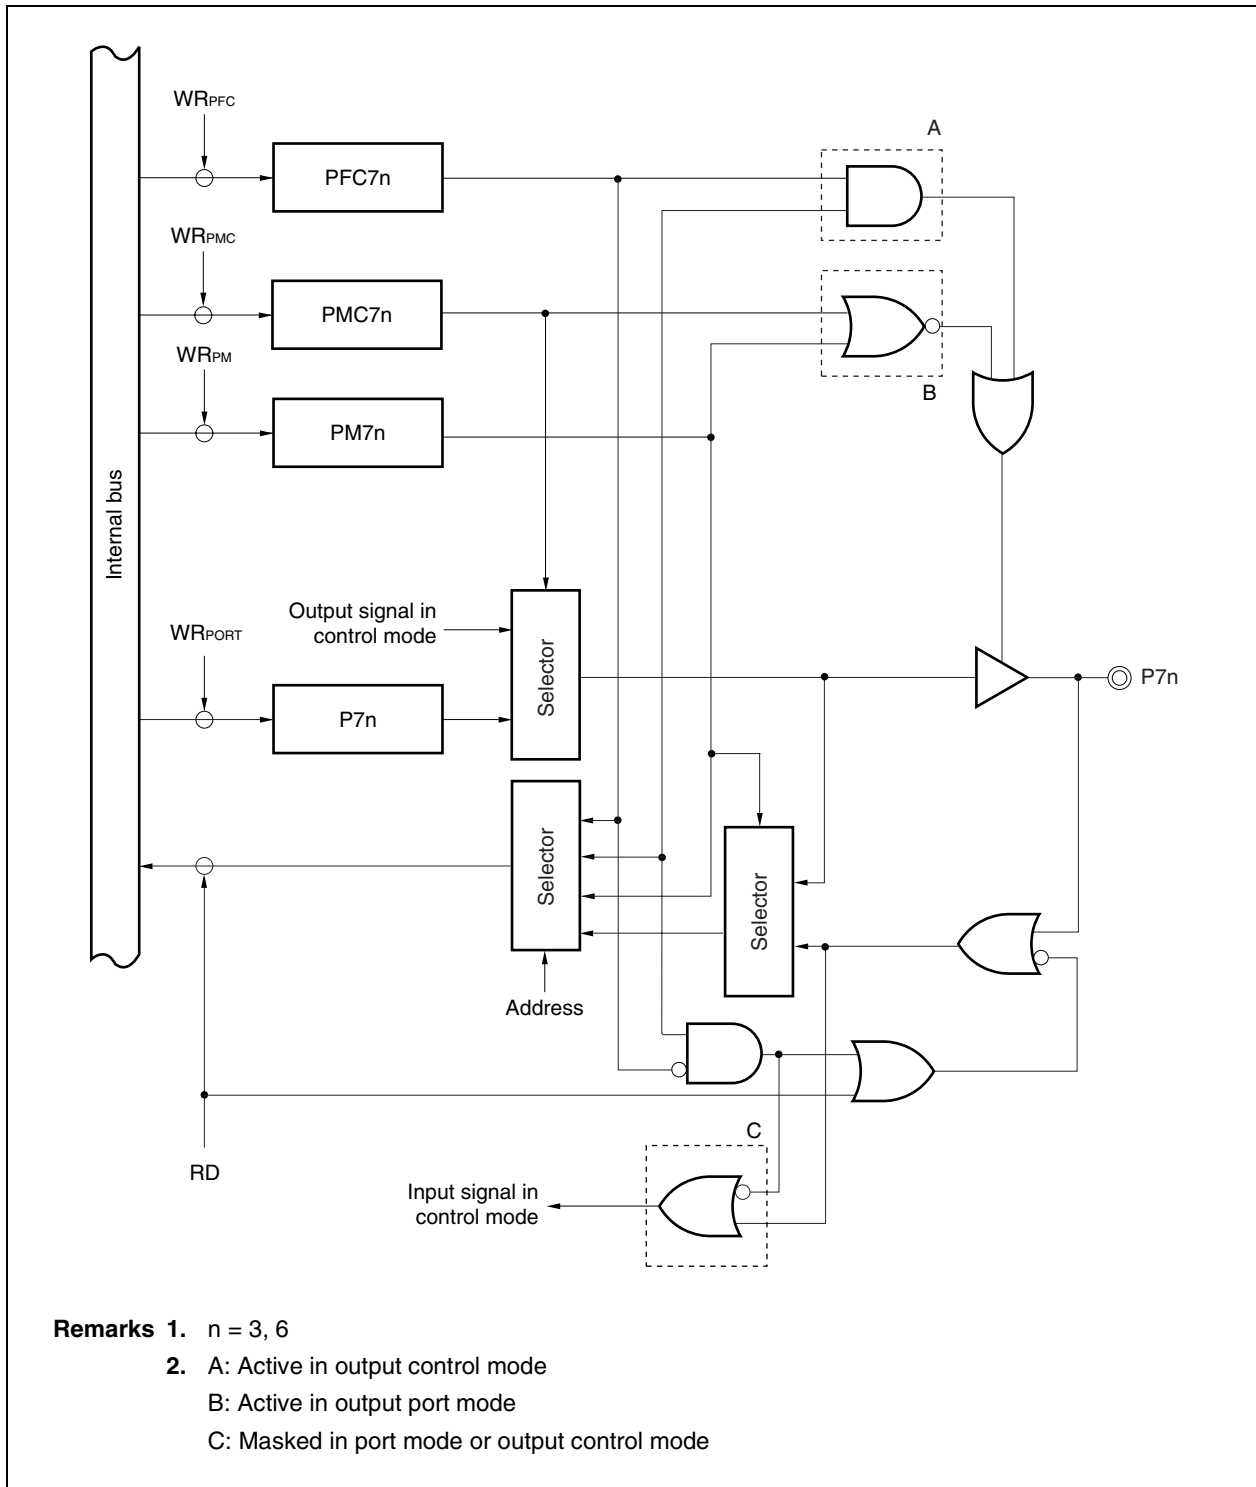 WRPFC
A
PFC7n
WRPMC
PMC7n
WRPM
B
PM7n
Internal bus
Output signal in
control mode
WRPORT
Selector
P7n
P7n
Selector
Selector
Address
C
RD
Input signal in
control mode
Remarks 1. n = 3, 6
2. A: Active in output control mode
B: Active in output port mode
C: Masked in port mode or output control mode